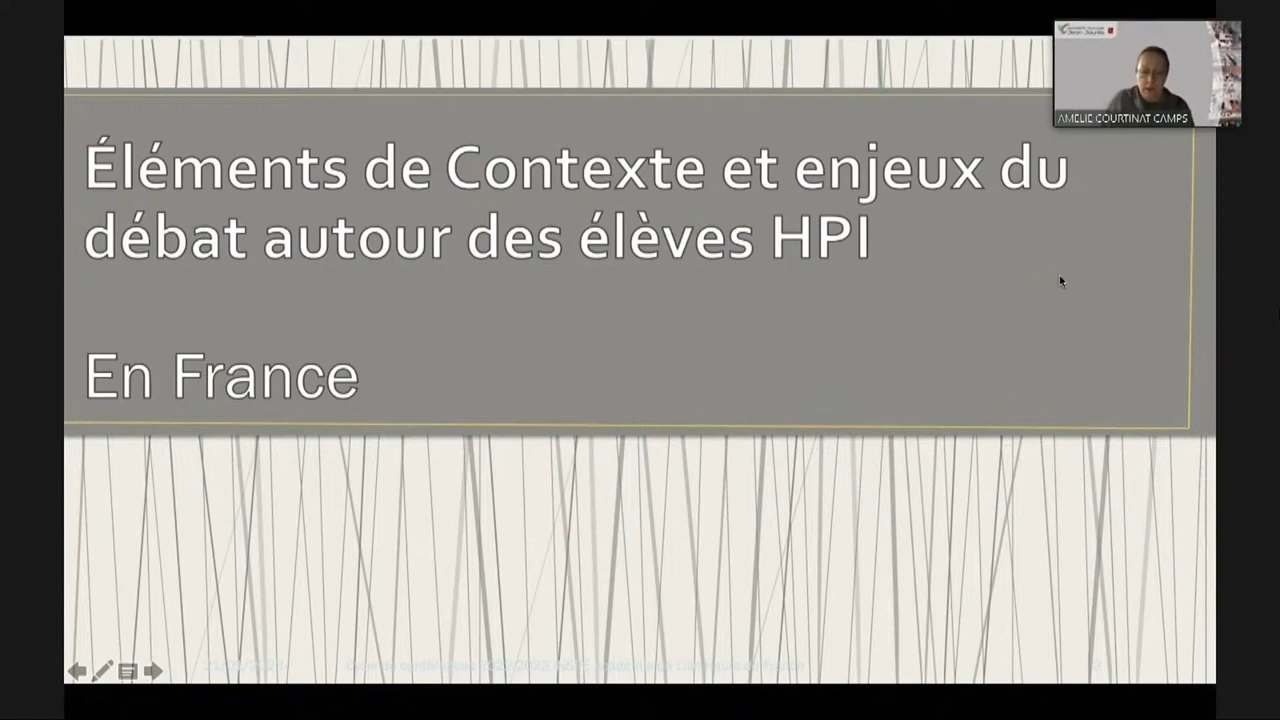 Éléments de Contexte et enjeux du
débat autour des élèves HPI
En France
AMELIE COURTINAT CAMPS